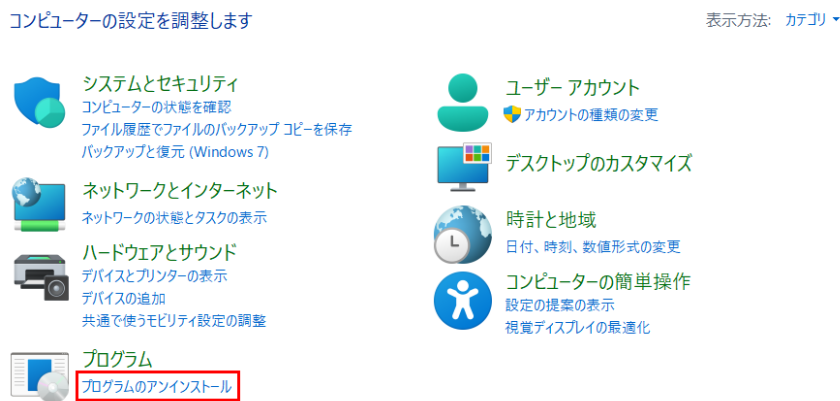 コンピューターの設定を調整します
表示方法: カテゴリ
システムとセキュリティ
コンピューターの状態を確認
ファイル履歴でファイルのバックアップ コピーを保存
バックアップと復元 (Windows 7)
ネットワークとインターネット
ネットワークの状態とタスクの表示
ハードウェアとサウンド
デバイスとプリンターの表示
デバイスの追加
共通で使うモビリティ設定の調整
プログラム
プログラムのアンインストール
ユーザー アカウント
アカウントの種類の変更
デスクトップのカスタマイズ
時計と地域
日付、時刻、数値形式の変更
コンピューターの簡単操作
設定の提案の表示
視覚ディスプレイの最適化